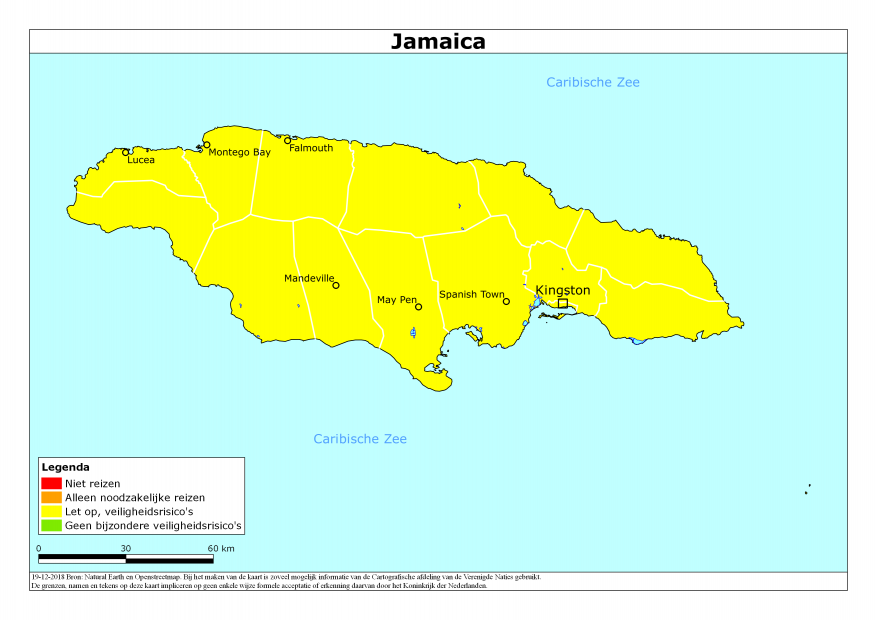 Jamaica
Caribische Zee
Lucea
Montego Bay
Falmouth
Mandeville
May Pen
Spanish Town
Kingston
Caribische Zee
Legenda
Niet reizen
Alleen noodzakelijke reizen
Let op, veiligheidsrisico's
Geen bijzondere veiligheidsrisico's
0 30 60 km
19-12-2018 Bron: Natural Earth en Openstreetmap. Bij het maken van de kaart is zoveel mogelijk informatie van de Cartografische afdeling van de Verenigde Naties gebruikt.
De grenzen, namen en tekens op deze kaart impliceren op geen enkele wijze formele acceptatie of erkenning daarvan door het Koninkrijk der Nederlanden.